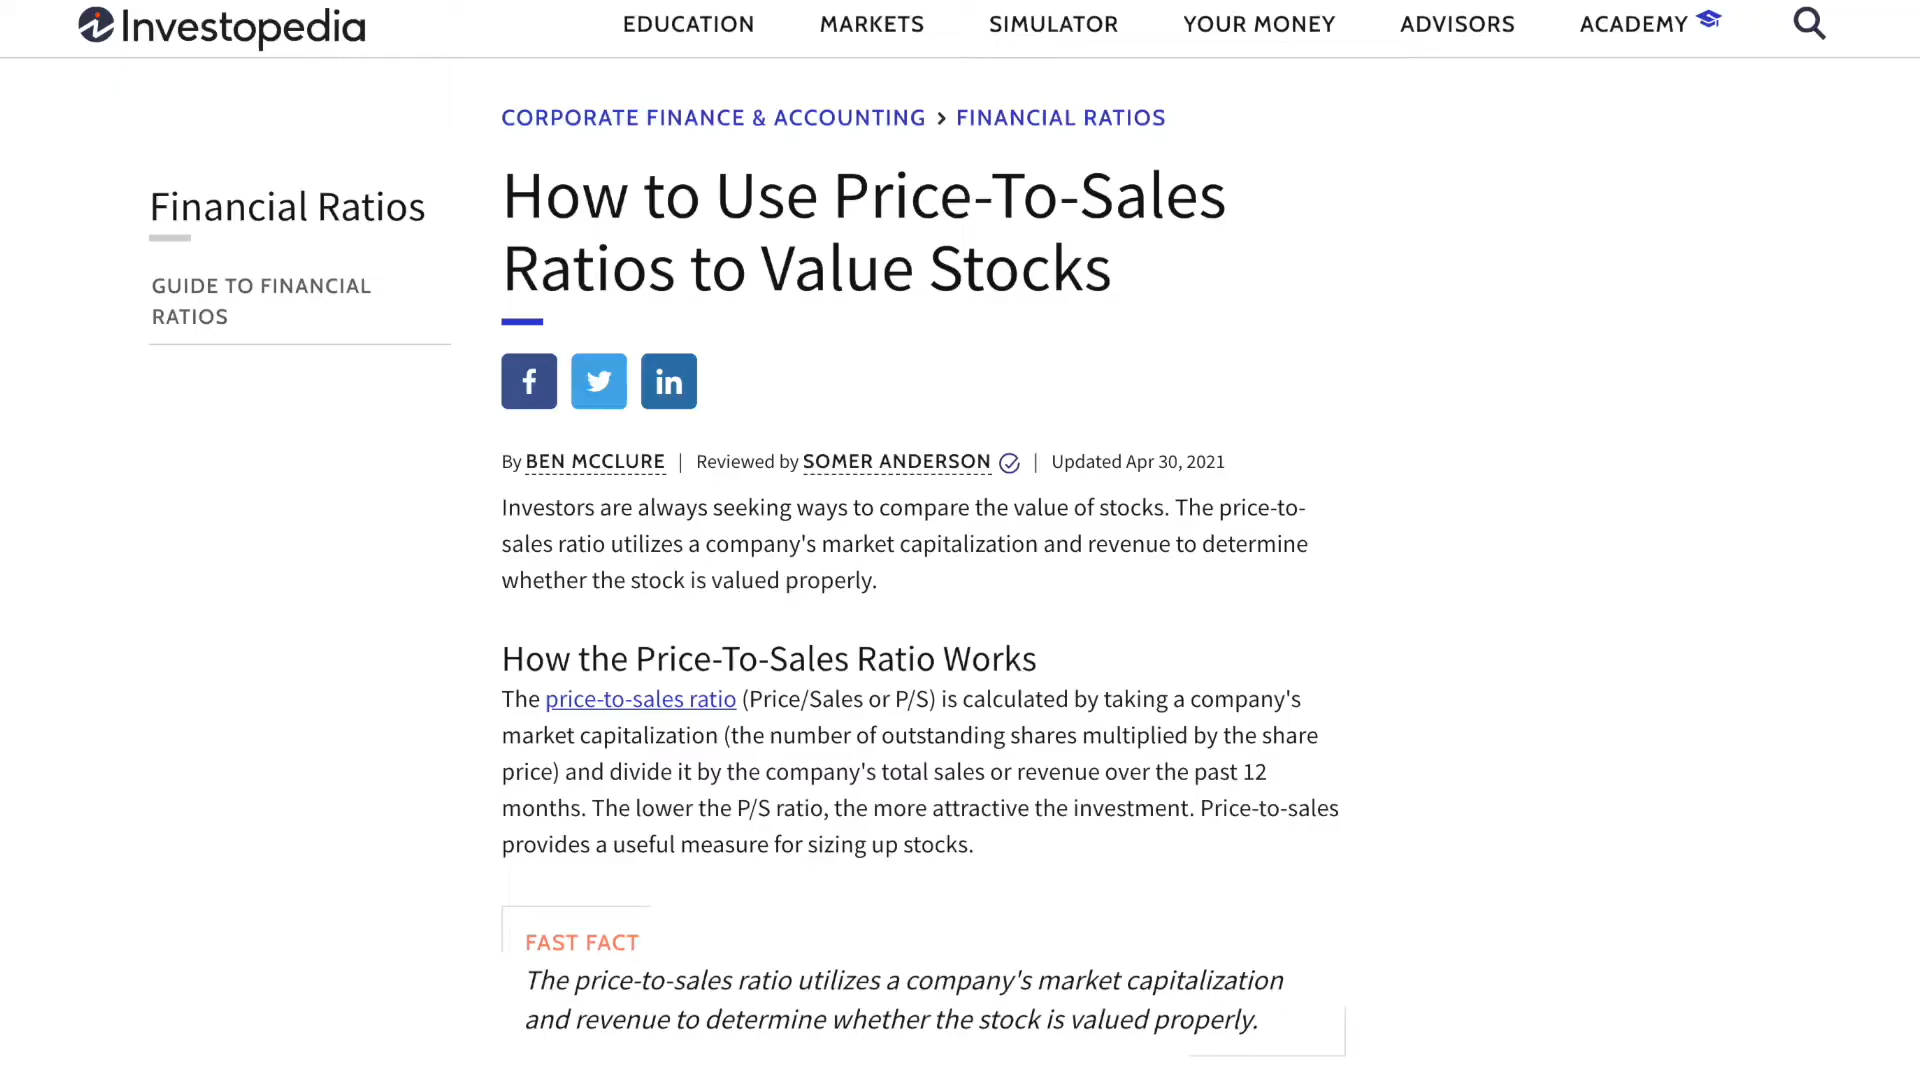 Investopedia
EDUCATION
MARKETS
SIMULATOR
YOUR MONEY
ADVISORS
ACADEMY
CORPORATE FINANCE & ACCOUNTING > FINANCIAL RATIOS
Financial Ratios
GUIDE TO FINANCIAL
RATIOS
How to Use Price-To-Sales
Ratios to Value Stocks
By BEN MCCLURE | Reviewed by SOMER ANDERSON | Updated Apr 30, 2021
Investors are always seeking ways to compare the value of stocks. The price-to-
sales ratio utilizes a company's market capitalization and revenue to determine
whether the stock is valued properly.
How the Price-To-Sales Ratio Works
The price-to-sales ratio (Price/Sales or P/S) is calculated by taking a company's
market capitalization (the number of outstanding shares multiplied by the share
price) and divide it by the company's total sales or revenue over the past 12
months. The lower the P/S ratio, the more attractive the investment. Price-to-sales
provides a useful measure for sizing up stocks.
FAST FACT
The price-to-sales ratio utilizes a company's market capitalization
and revenue to determine whether the stock is valued properly.